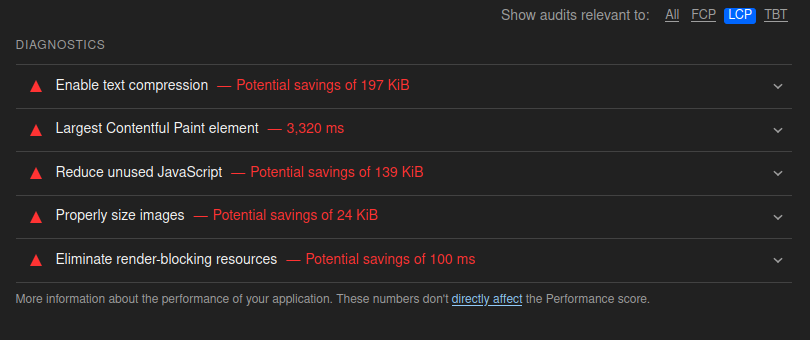 Show audits relevant to: All FCP LCP TBT
DIAGNOSTICS
Enable text compression — Potential savings of 197 KiB
Largest Contentful Paint element — 3,320 ms
Reduce unused JavaScript — Potential savings of 139 KiB
Properly size images — Potential savings of 24 KiB
Eliminate render-blocking resources — Potential savings of 100 ms
More information about the performance of your application. These numbers don't directly affect the Performance score.